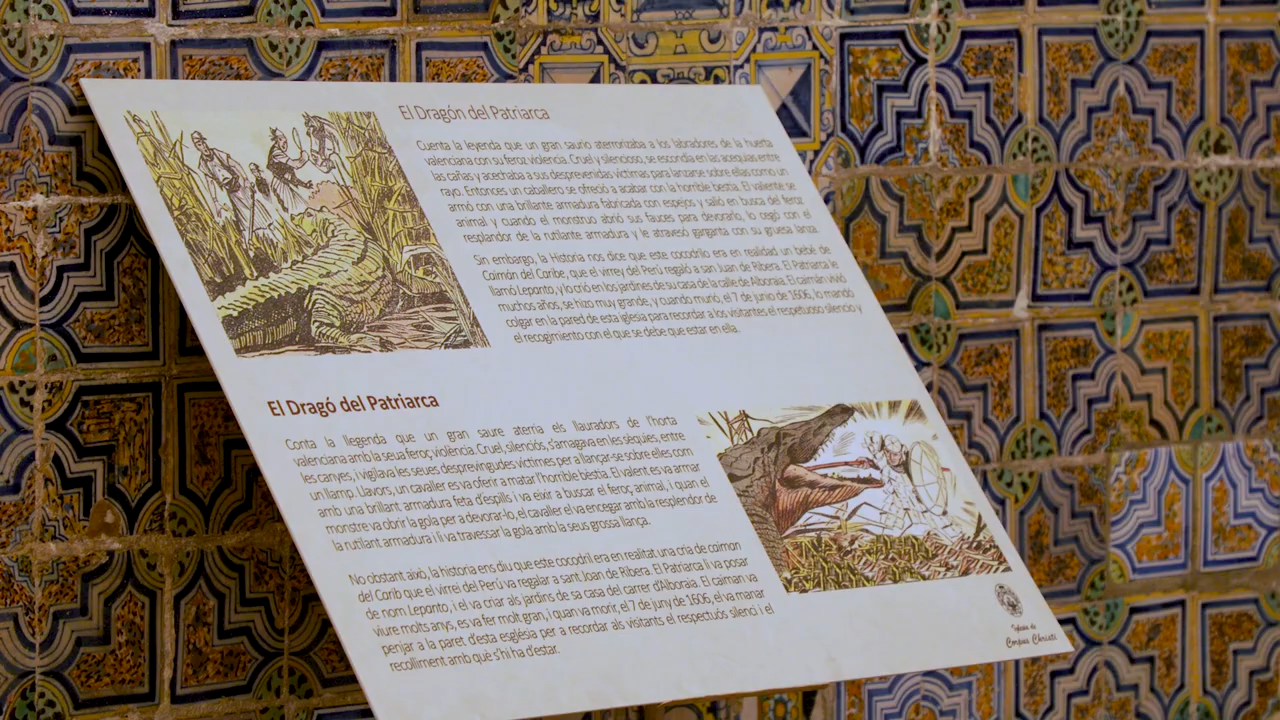 El Dragón del Patriarca
Cuenta la leyenda que un gran saurio aterrorizaba a los labradores de la huerta
valenciana con su feroz violencia. Cruel y silencioso, se escondía en las acequias entre
las cañas y acechaba a sus desprevenidas víctimas para lanzarse sobre ellas como un
rayo. Entonces un caballero se ofreció a acabar con la horrible bestia. El valiente se
armó con una brillante armadura fabricada con espejos y salió en busca del feroz
animal y cuando el monstruo abrió sus fauces para devorarlo, lo cegó con el
resplandor de la rutilante armadura y le atravesó garganta con su gruesa lanza.
Sin embargo, la Historia nos dice que este cocodrilo era en realidad un bebé de
Caimán del Caribe, que el virrey del Perú regaló a san Juan de Ribera. El Patriarca le
llamó Leponto, y lo crió en los jardines de su casa de la calle de Alboraia. El caimán vivió
muchos años, se hizo muy grande, y cuando murió, el 7 de junio de 1606, lo mandó
colgar en la pared de esta iglesia para recordar a los visitantes el respetuoso silencio y
el recogimiento con el que se debe que estar en ella.
El Dragó del Patriarca
Conta la llegenda que un gran saure aterria els llauradors de l'horta
valenciana amb la seua feroç violència. Cruel, silenciós, s'amagava en les séquies, entre
les canyes, i vigilava les seues desprevingudes víctimes per a llançar-se sobre elles com
un llamp. Llavors, un cavaller es va oferir a matar l'horrible bèstia. El valent es va armar
amb una brillant armadura feta d'espills i va eixir a buscar el feroç animal, i quan el
monstre va obrir la gola per a devorar-lo, el cavaller el va encegar amb la resplendor de
la rutilant armadura i li va travessar la gola amb la seus grossa llança.
No obstant això, la historia ens diu que este cocodril era en realitat una cria de caiman
del Carib que el virrei del Perú va regalar a sant Joan de Ribera. El Patriarca li va posar
de nom Leponto, i el va criar als jardins de sa casa del carrer d'Alboraia. El caiman va
viure molts anys, es va fer molt gran, i quan va morir, el 7 de juny de 1606, el va manar
penjar a la paret d'esta església per a recordar als visitants el respectuós silenci i el
recolliment amb què s'hi ha d'estar.
Iglesia de
Corpus Christi